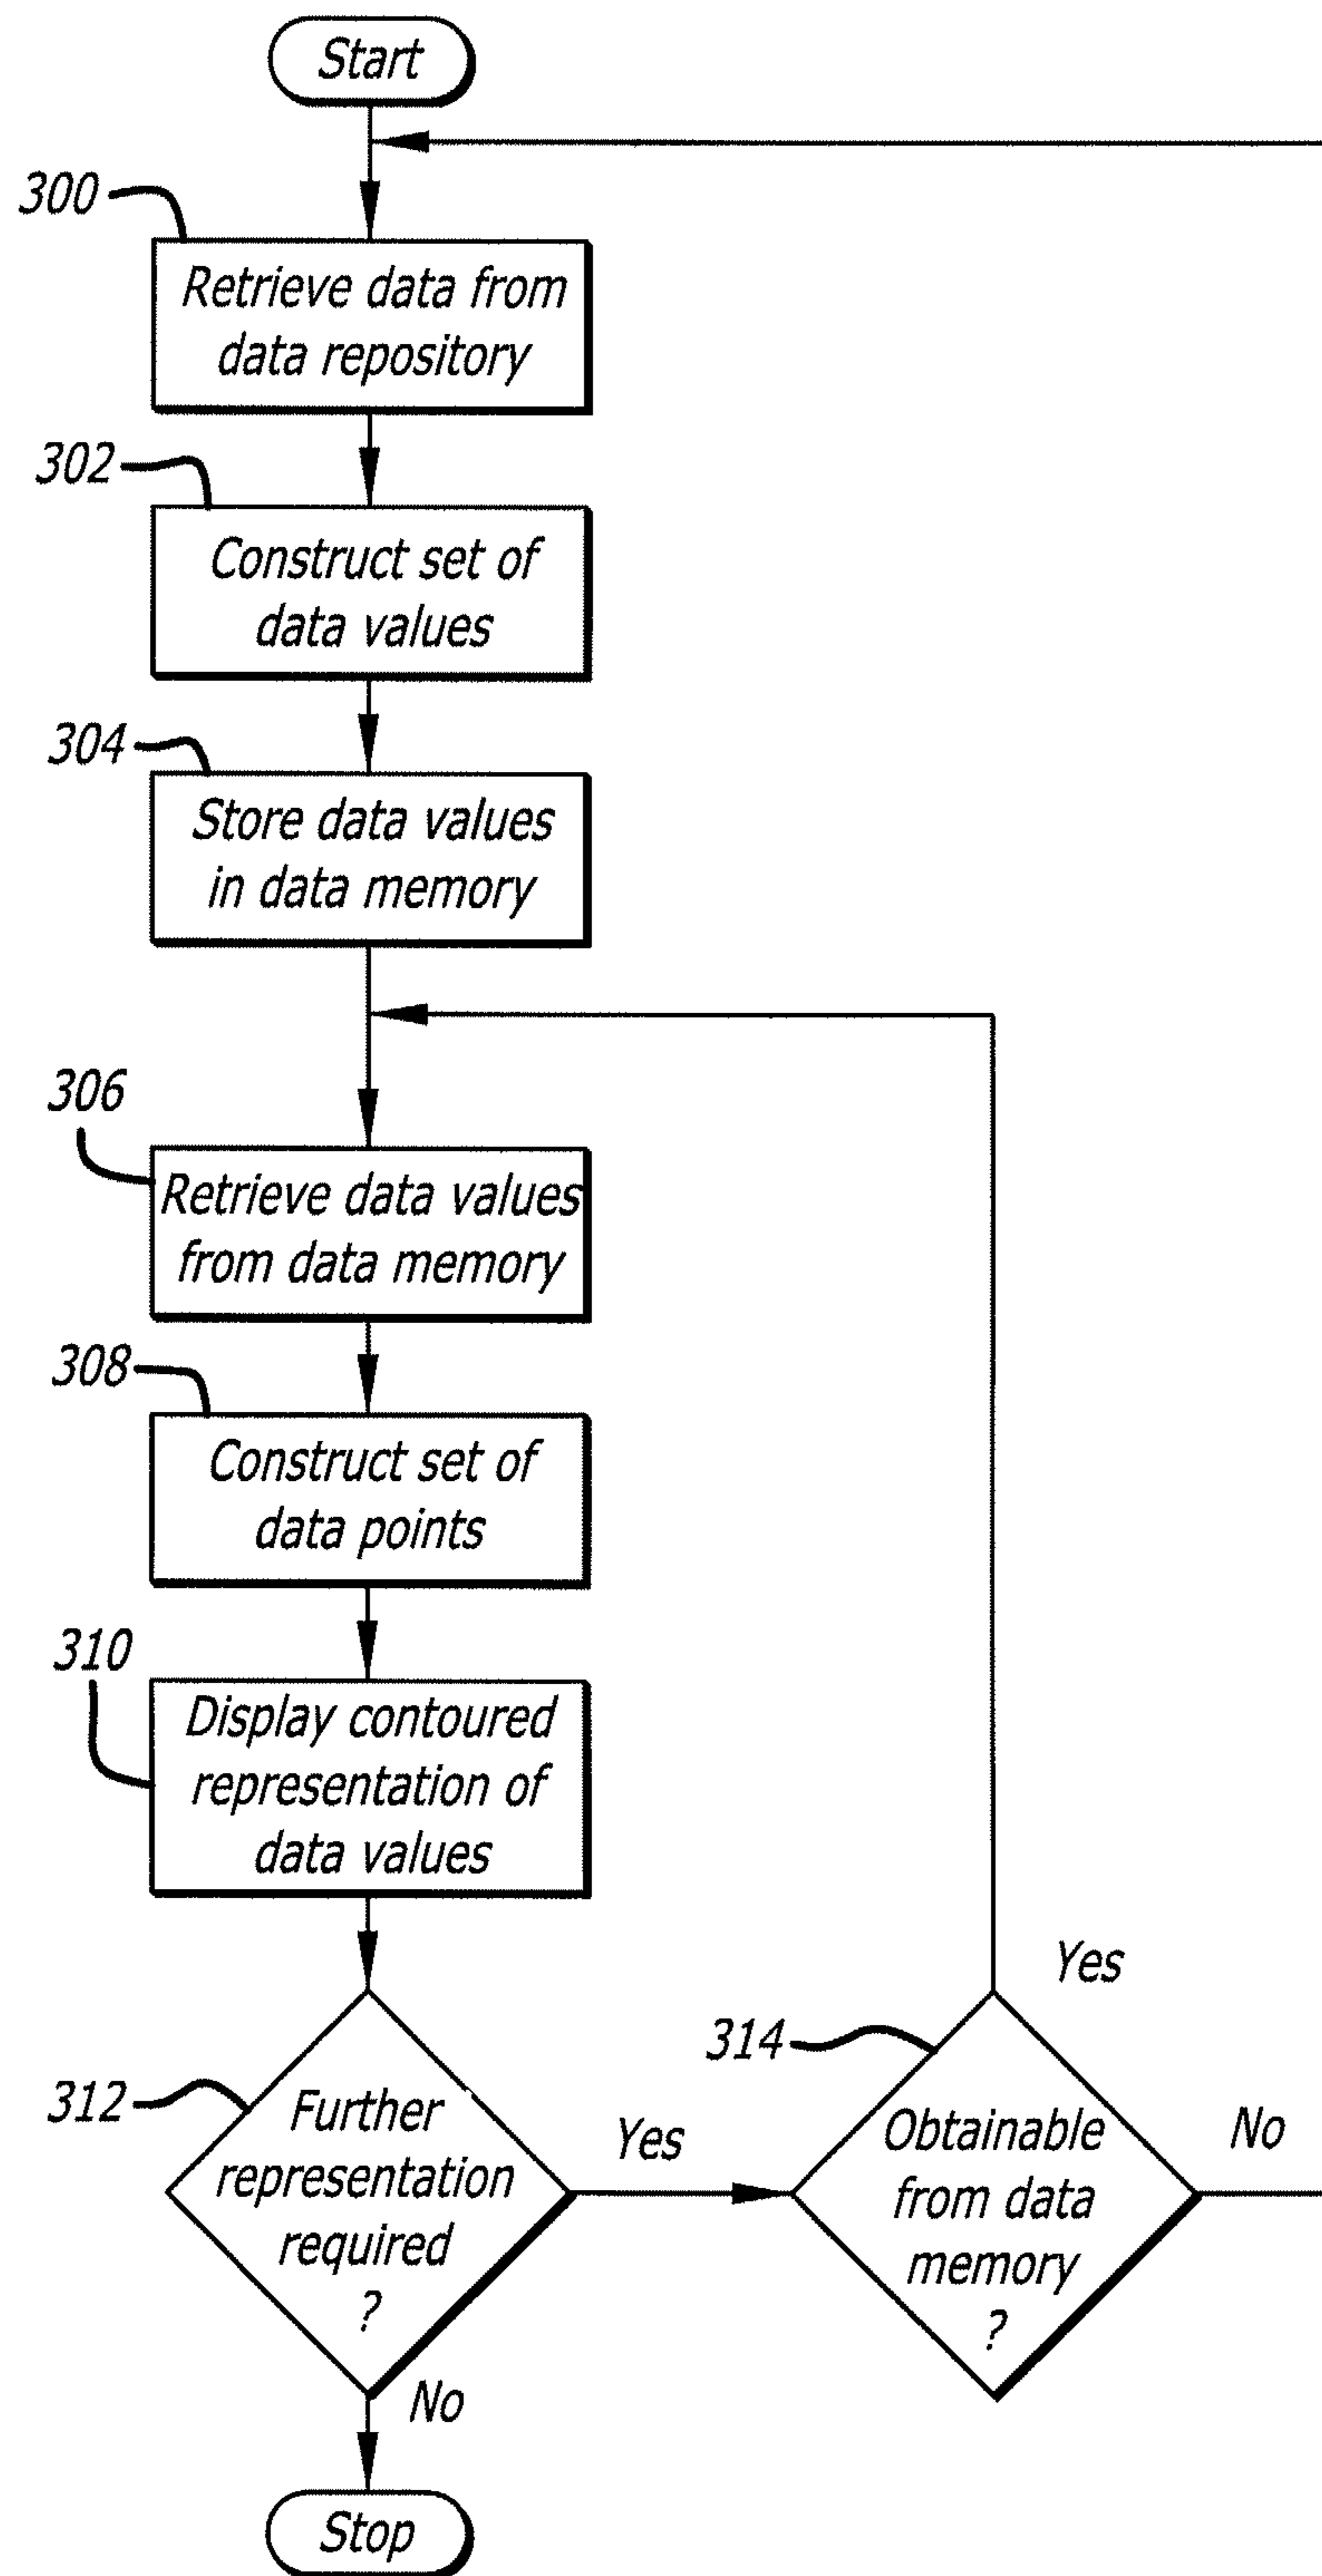 Start
300
Retrieve data from
data repository
302
Construct set of
data values
304
Store data values
in data memory
306
Retrieve data values
from data memory
308
Construct set of
data points
310
Display contoured
representation of
data values
312
Further
representation
required
?
Yes
No
314
Obtainable
from data
memory
?
Yes
No
Stop